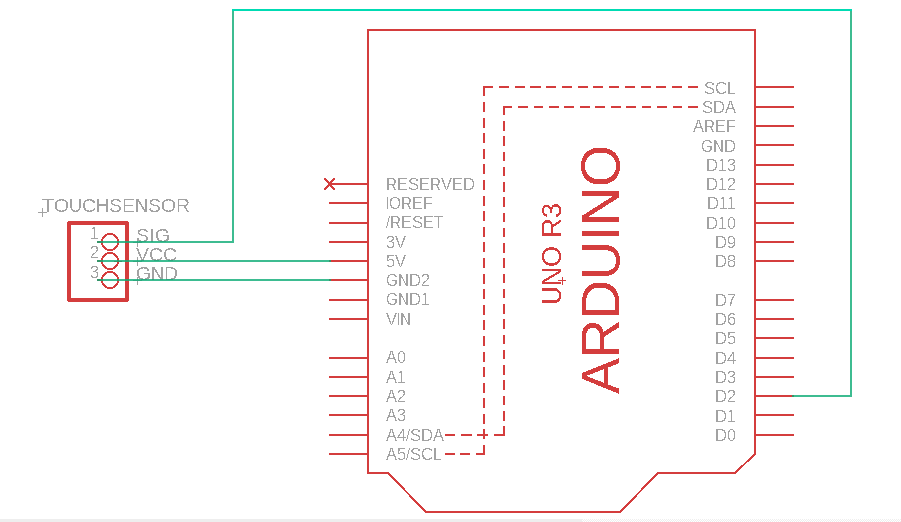 TOUCHSENSOR
1 SIG
2 VCC
3 GND
RESERVED
IOREF
/RESET
3V
5V
GND2
GND1
VIN
A0
A1
A2
A3
A4/SDA
A5/SCL
UNO R3
ARDUINO
SCL
SDA
AREF
GND
D13
D12
D11
D10
D9
D8
D7
D6
D5
D4
D3
D2
D1
D0